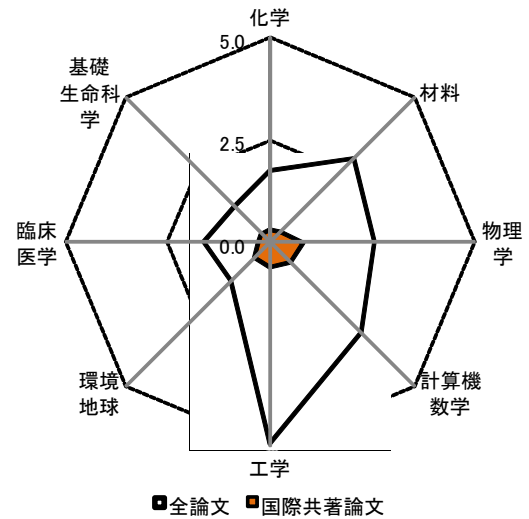 化学
5.0
基礎
生命科
学
材料
2.5
臨床
医学
0.0
物理
学
環境
地球
計算機
数学
工学
全論文 国際共著論文